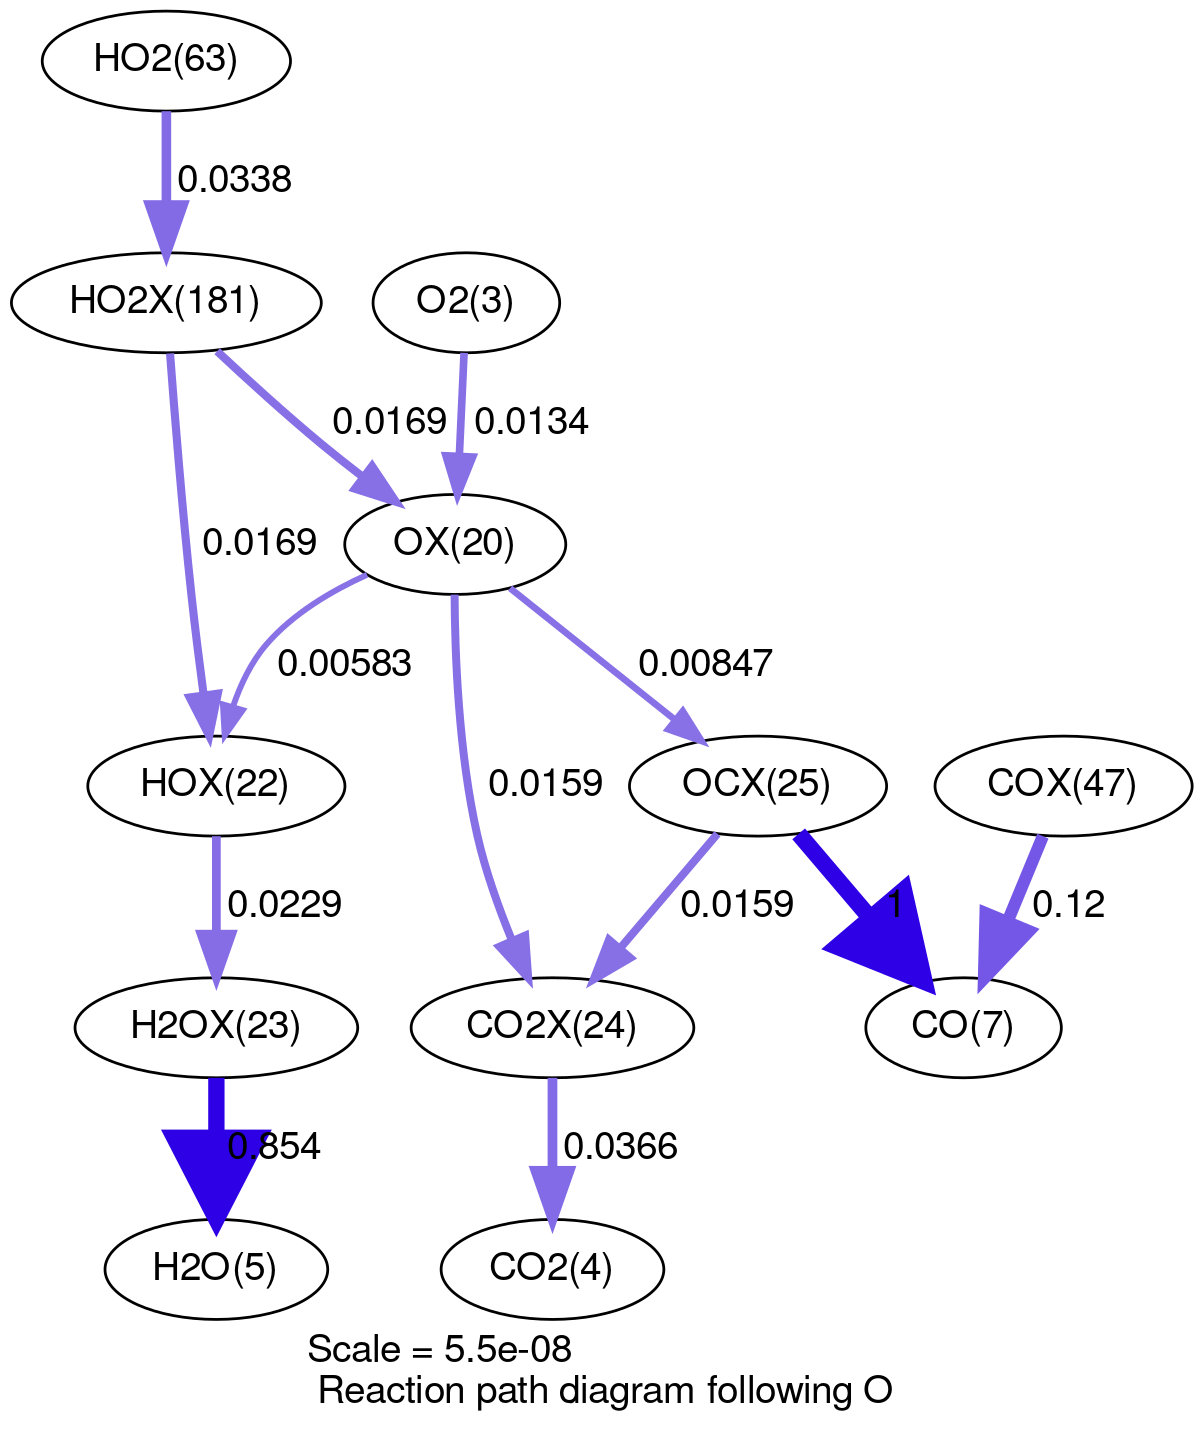 HO2(63)
0.0338
HO2X(181)
O2(3)
0.0169
0.0134
OX(20)
0.0169
0.00583
0.00847
HOX(22)
0.0159
OCX(25)
COX(47)
0.0229
0.0159
1
0.12
H2OX(23)
CO2X(24)
CO(7)
0.854
0.0366
H2O(5)
CO2(4)
Scale = 5.5e-08
Reaction path diagram following O